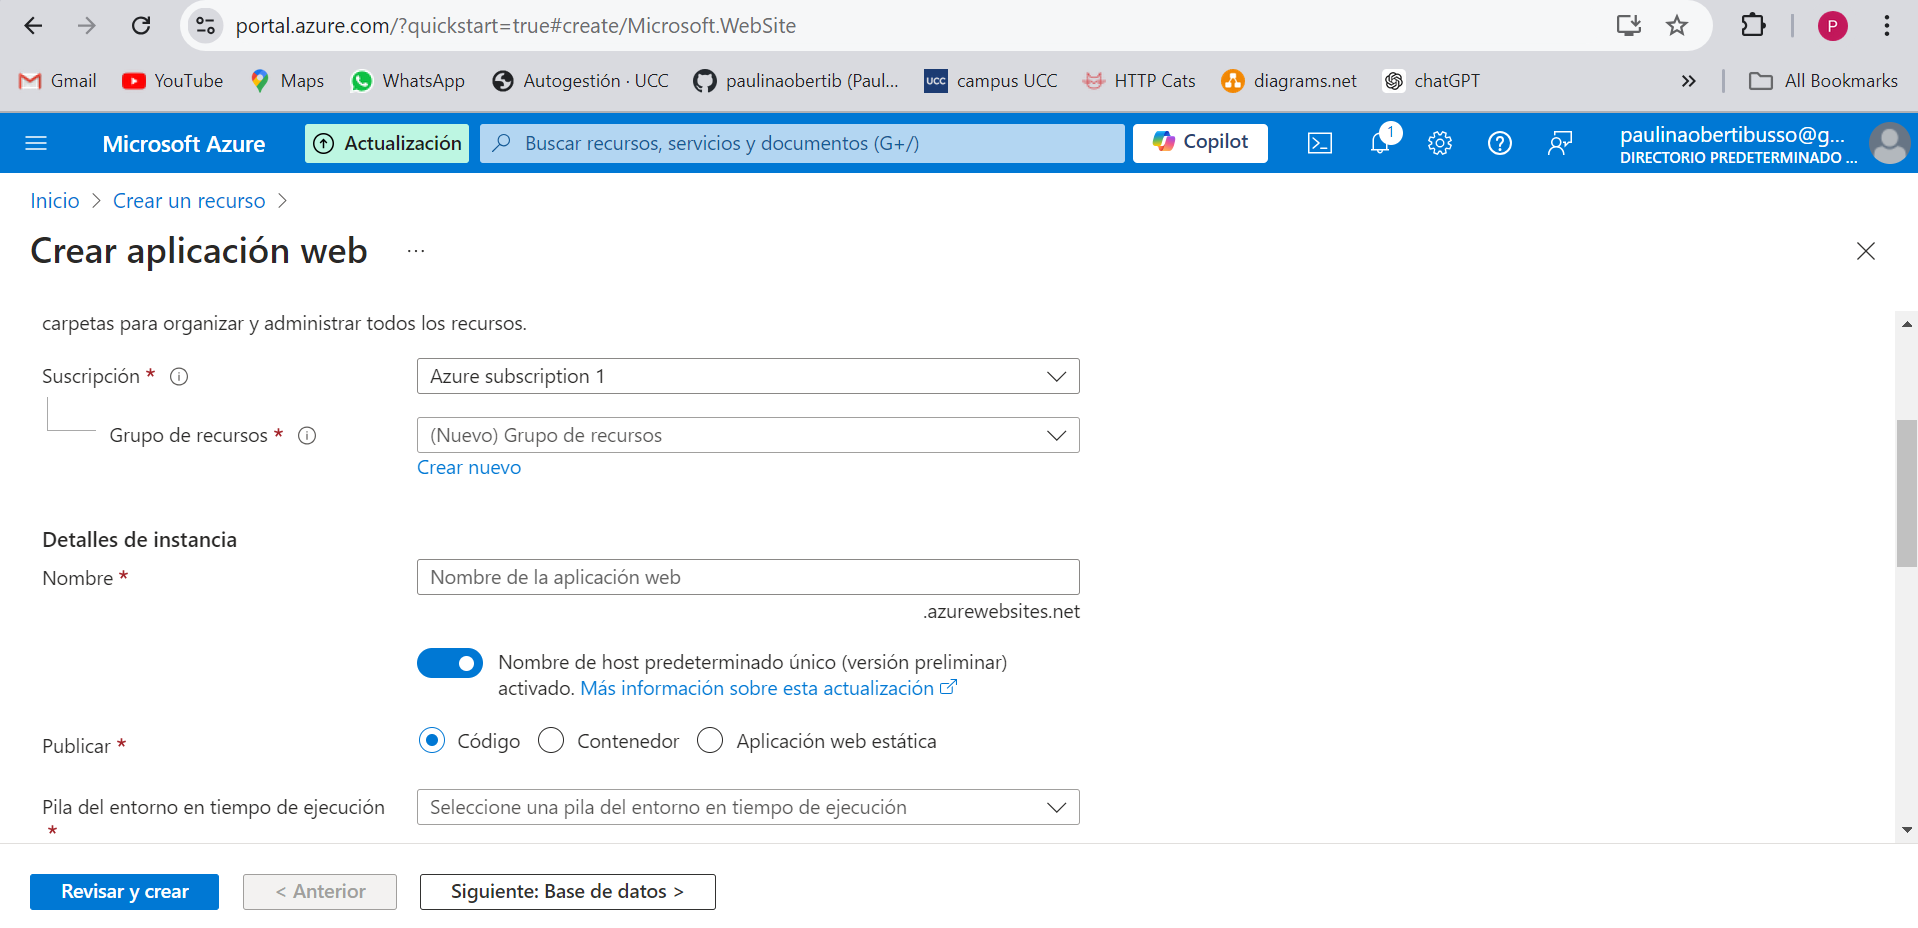 portal.azure.com/?quickstart=true#create/Microsoft.WebSite
P
Gmail YouTube Maps WhatsApp Autogestión · UCC paulinaobertib (Paul... UCC campus UCC HTTP Cats diagrams.net chatGPT » All Bookmarks
Microsoft Azure Actualización Buscar recursos, servicios y documentos (G+/) Copilot 1 paulinaobertibusso@g...
DIRECTORIO PREDETERMINADO ...
Inicio > Crear un recurso >
Crear aplicación web ...
carpetas para organizar y administrar todos los recursos.
Suscripción * Azure subscription 1
Grupo de recursos * (Nuevo) Grupo de recursos
Crear nuevo
Detalles de instancia
Nombre * Nombre de la aplicación web
.azurewebsites.net
Nombre de host predeterminado único (versión preliminar)
activado. Más información sobre esta actualización
Publicar * Código Contenedor Aplicación web estática
Pila del entorno en tiempo de ejecución Seleccione una pila del entorno en tiempo de ejecución
*
Revisar y crear < Anterior Siguiente: Base de datos >